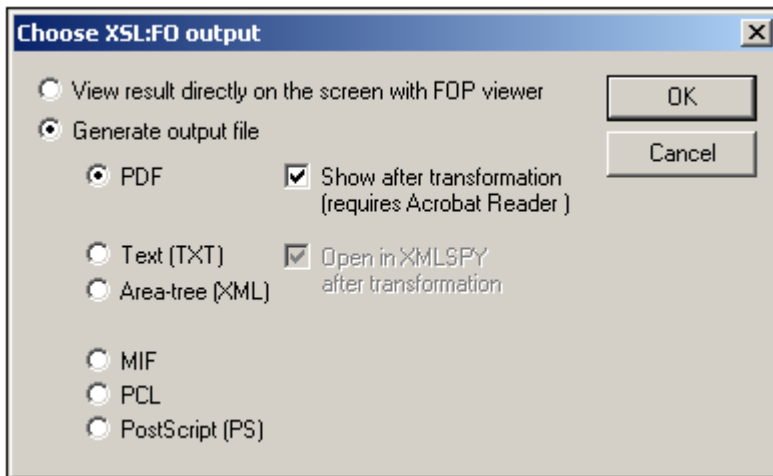 Choose XSL:FO output
View result directly on the screen with FOP viewer
OK
Generate output file
Cancel
PDF
Show after transformation
(requires Acrobat Reader )
Text (TXT)
Open in XMLSPY
after transformation
Area-tree (XML)
MIF
PCL
PostScript (PS)